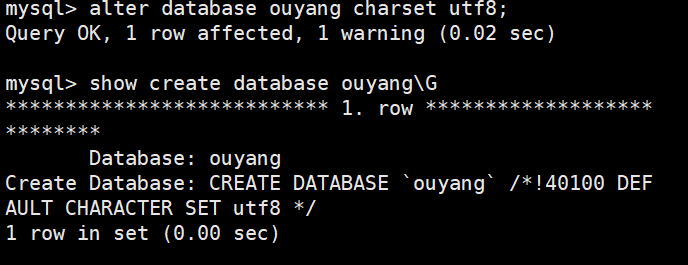 mysql> alter database ouyang charset utf8;
Query OK, 1 row affected, 1 warning (0.02 sec)
mysql> show create database ouyang\G
*************************** 1. row *******************
********
Database: ouyang
Create Database: CREATE DATABASE `ouyang` /*!40100 DEF
AULT CHARACTER SET utf8 */
1 row in set (0.00 sec)